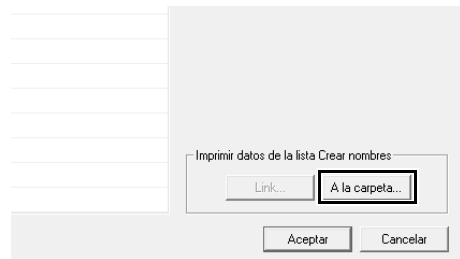 Imprimir datos de la lista Crear nombres
Link... A la carpeta...
Aceptar Cancelar